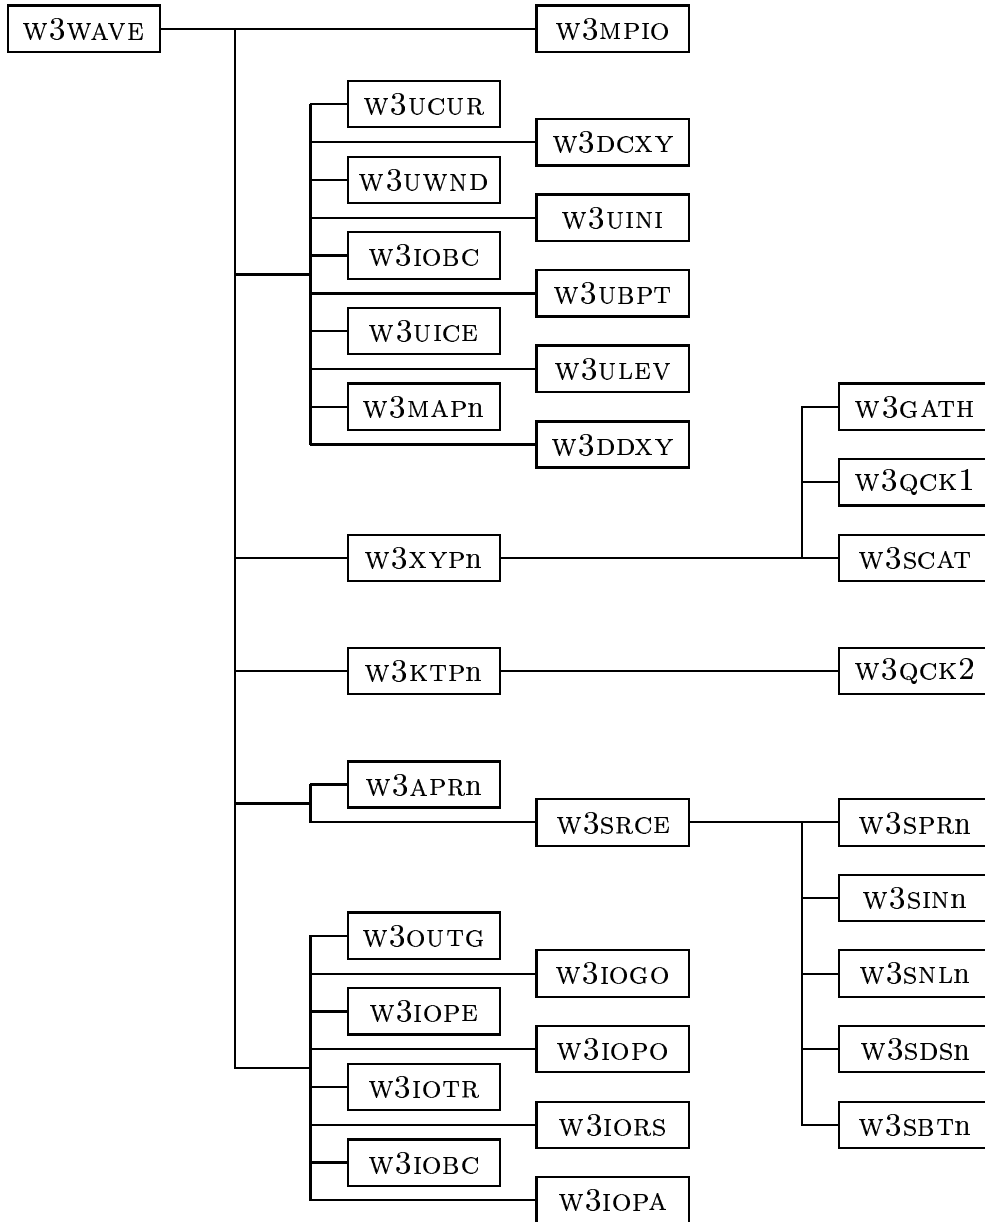 W3WAVE W3MPIO
W3UCUR
W3DCXY
W3UWND
W3UINI
W3IOBC
W3UBPT
W3UICE
W3ULEV
W3MAPn W3GATH
W3DDXY
W3QCK1
W3XYPn W3SCAT
W3KTPn W3QCK2
W3APRn
W3SRCE W3SPRn
W3SINn
W3OUTG
W3IOGO W3SNLn
W3IOPE
W3IOPO W3SDSn
W3IOTR
W3IORS W3SBTn
W3IOBC
W3IOPA